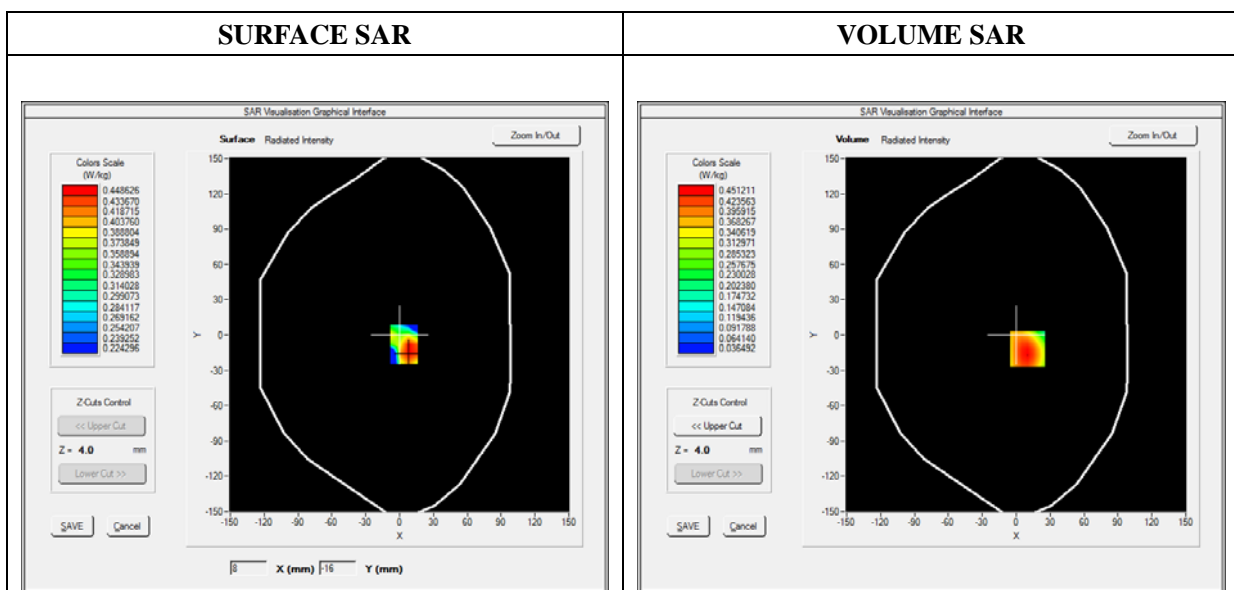 SURFACE SAR
VOLUME SAR
SAR Visualisation Graphical Interface
Surface Radiated Intensity
Zoom In/Out
Colors Scale
(W/kg)
0.448626
0.433670
0.418715
0.403760
0.388804
0.373849
0.358894
0.343939
0.328983
0.314028
0.299073
0.284117
0.269162
0.254207
0.239252
0.224296
150
120
90
60
30
0
-30
-60
-90
-120
-150
Y
-150 -120 -90 -60 -30 0 30 60 90 120 150
X
Z-Cuts Control
<< Upper Cut
Z = 4.0 mm
Lower Cut >>
SAVE Cancel
8 X (mm) -16 Y (mm)
SAR Visualisation Graphical Interface
Volume Radiated Intensity
Zoom In/Out
Colors Scale
(W/kg)
0.451211
0.423563
0.395915
0.368267
0.340619
0.312971
0.285323
0.257675
0.230028
0.202380
0.174732
0.147084
0.119436
0.091788
0.064140
0.036492
150
120
90
60
30
0
-30
-60
-90
-120
-150
Y
-150 -120 -90 -60 -30 0 30 60 90 120 150
X
Z-Cuts Control
<< Upper Cut
Z = 4.0 mm
Lower Cut >>
SAVE Cancel